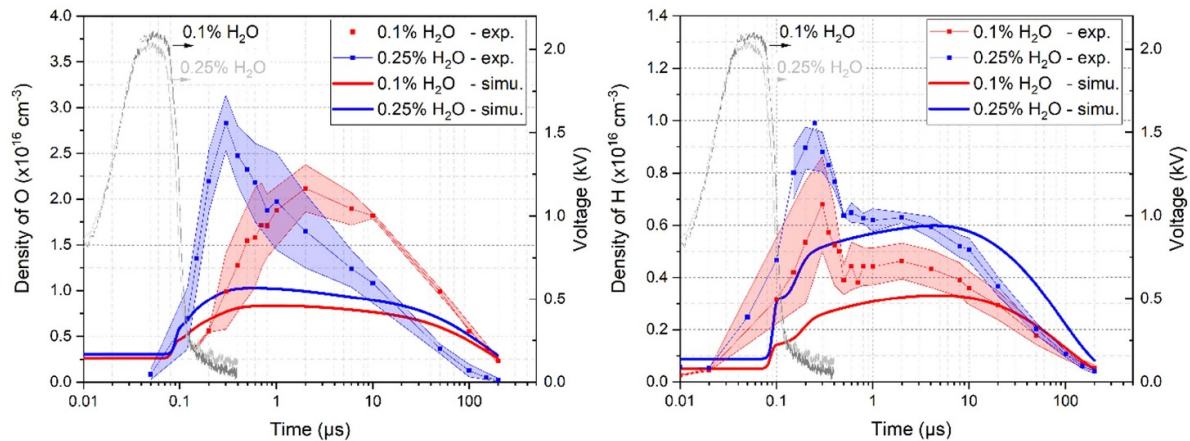 4.0
3.5
3.0
2.5
2.0
1.5
1.0
0.5
0.0
Density of O (x10¹⁶ cm⁻³)
0.1% H₂O
0.25% H₂O
0.1% H₂O - exp.
0.25% H₂O - exp.
0.1% H₂O - simu.
0.25% H₂O - simu.
2.0
1.5
1.0
0.5
0.0
Voltage (kV)
0.01 0.1 1 10 100
Time (µs)
1.4
1.2
1.0
0.8
0.6
0.4
0.2
0.0
Density of H (x10¹⁶ cm⁻³)
0.1% H₂O
0.25% H₂O
0.1% H₂O - exp.
0.25% H₂O - exp.
0.1% H₂O - simu.
0.25% H₂O - simu.
2.0
1.5
1.0
0.5
0.0
Voltage (kV)
0.01 0.1 1 10 100
Time (µs)